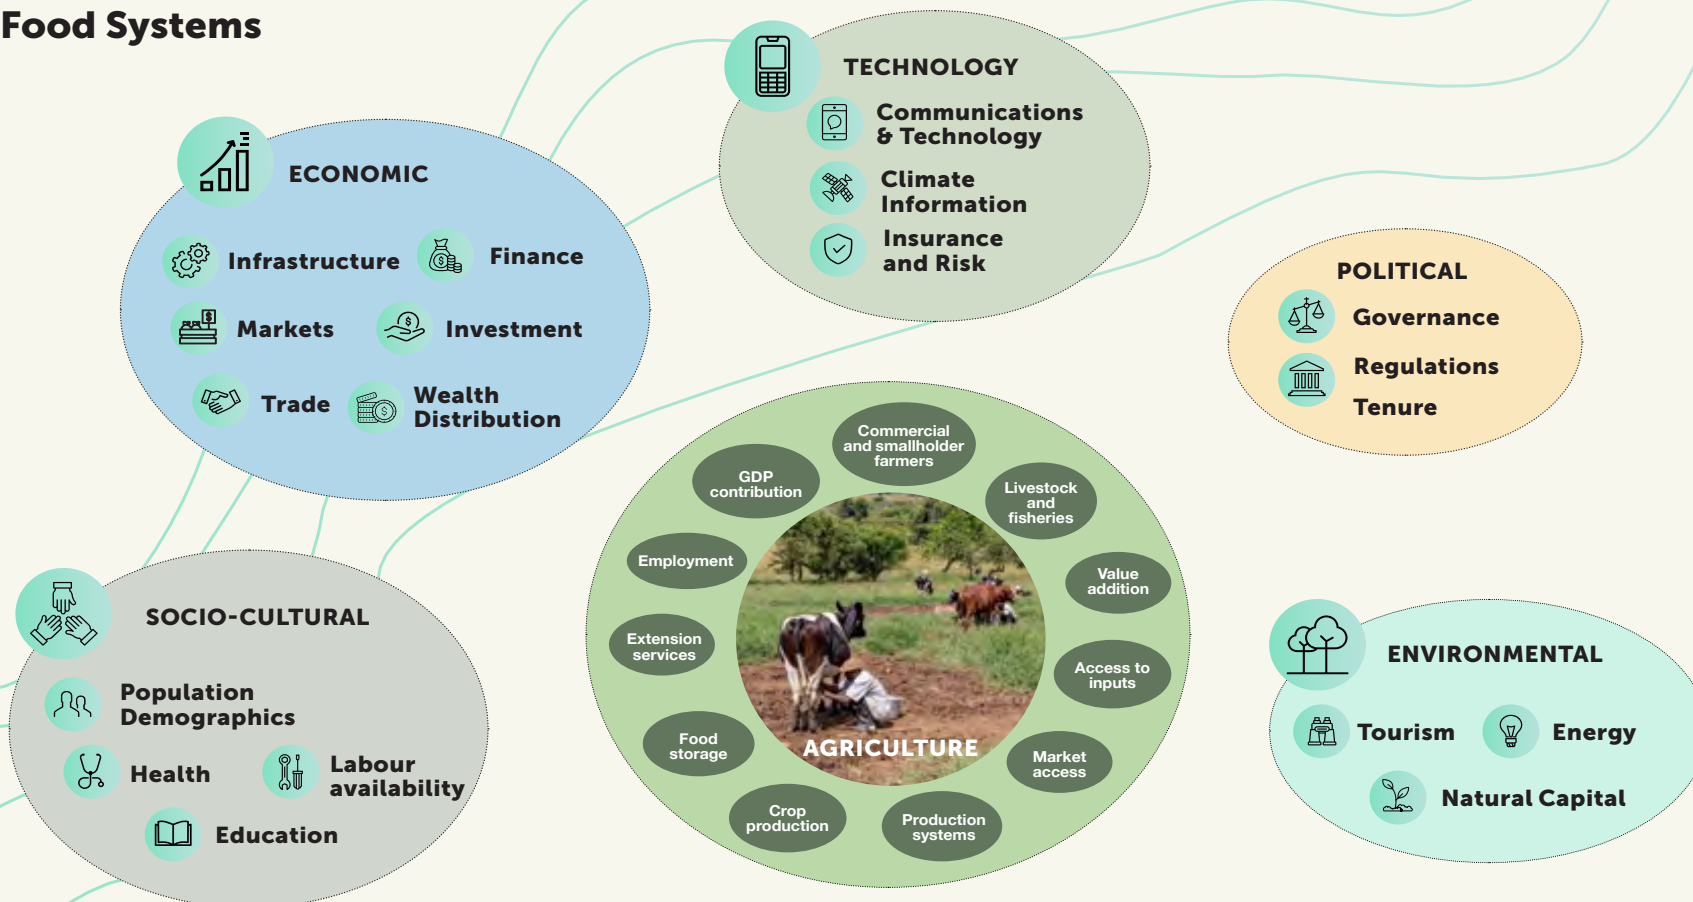 Food Systems
TECHNOLOGY
Communications
& Technology
Climate
Information
Insurance
and Risk
ECONOMIC
Infrastructure
Finance
Markets
Investment
Trade
Wealth
Distribution
POLITICAL
Governance
Regulations
Tenure
Commercial
and smallholder
farmers
GDP
contribution
Livestock
and
fisheries
Employment
Value
addition
Extension
services
Access to
inputs
Food
storage
AGRICULTURE
Market
access
Crop
production
Production
systems
SOCIO-CULTURAL
Population
Demographics
Health
Labour
availability
Education
ENVIRONMENTAL
Tourism
Energy
Natural Capital